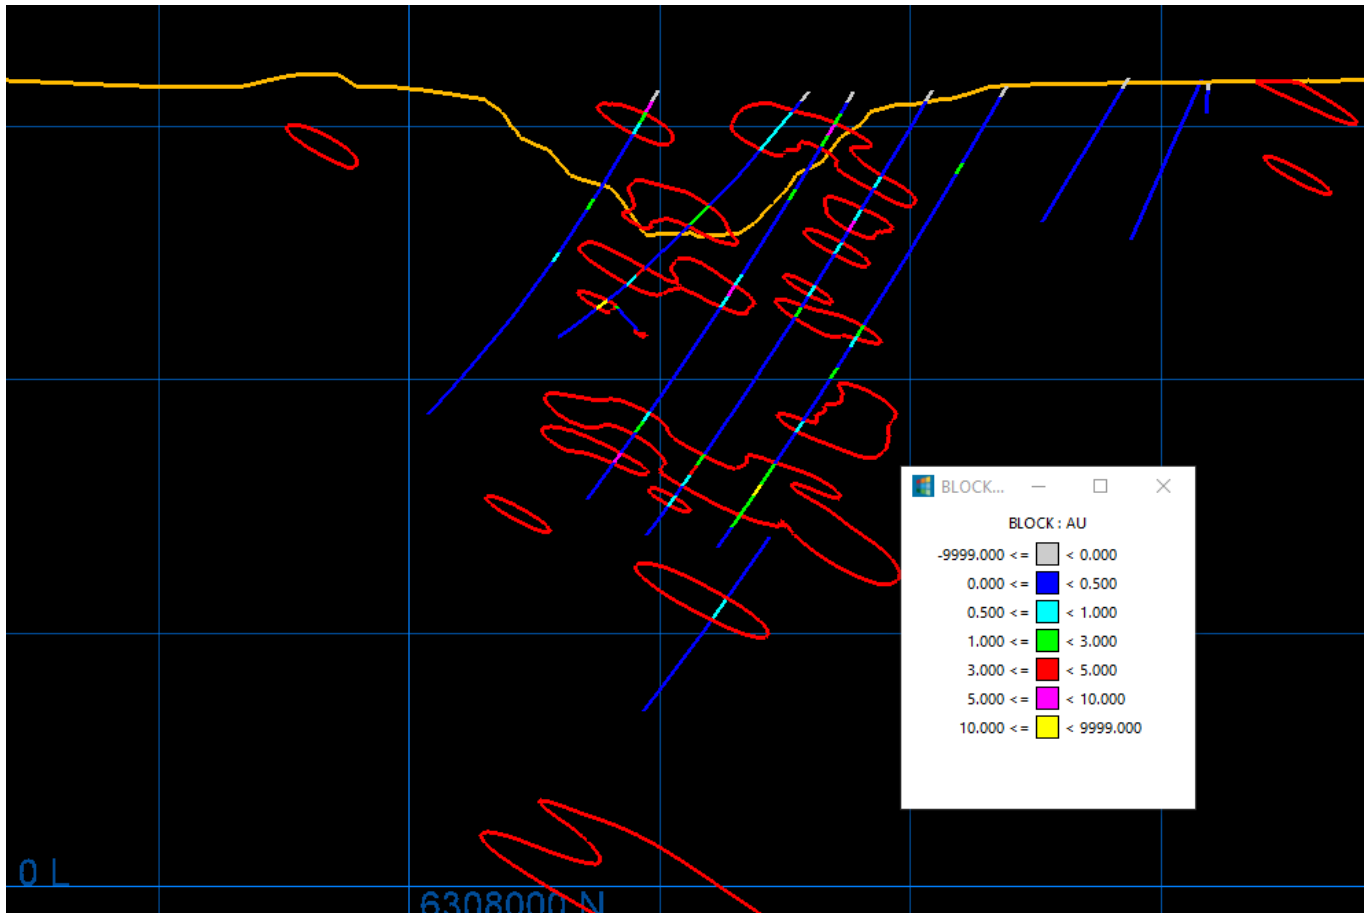 BLOCK...
BLOCK : AU
-9999.000 <= < 0.000
0.000 <= < 0.500
0.500 <= < 1.000
1.000 <= < 3.000
3.000 <= < 5.000
5.000 <= < 10.000
10.000 <= < 9999.000
0 L
6308000 N